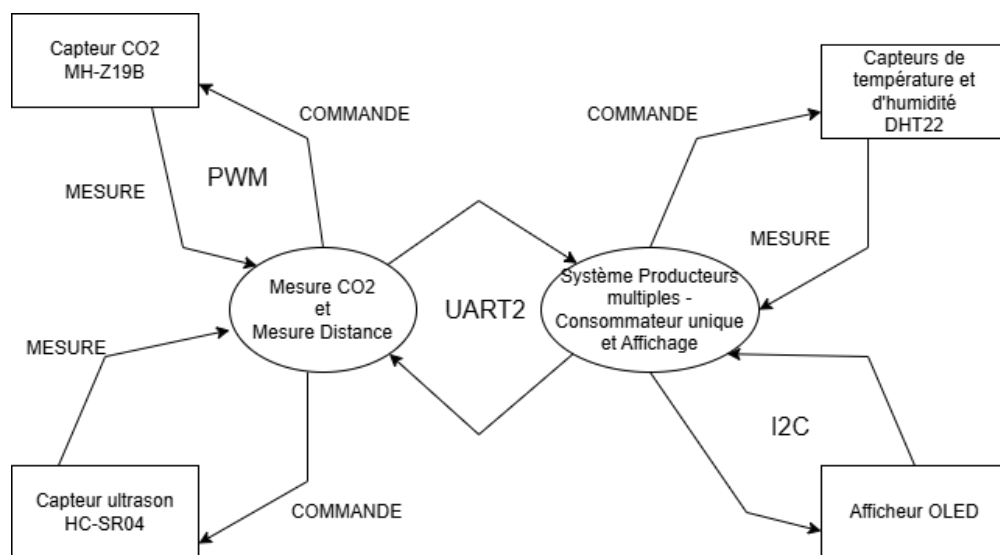 Capteur CO2
MH-Z19B
Capteurs de
température et
d'humidité
DHT22
COMMANDE
COMMANDE
PWM
MESURE
MESURE
Mesure CO2
et
Mesure Distance
UART2
Système Producteurs
multiples -
Consommateur unique
et Affichage
MESURE
I2C
Capteur ultrason
HC-SR04
COMMANDE
Afficheur OLED